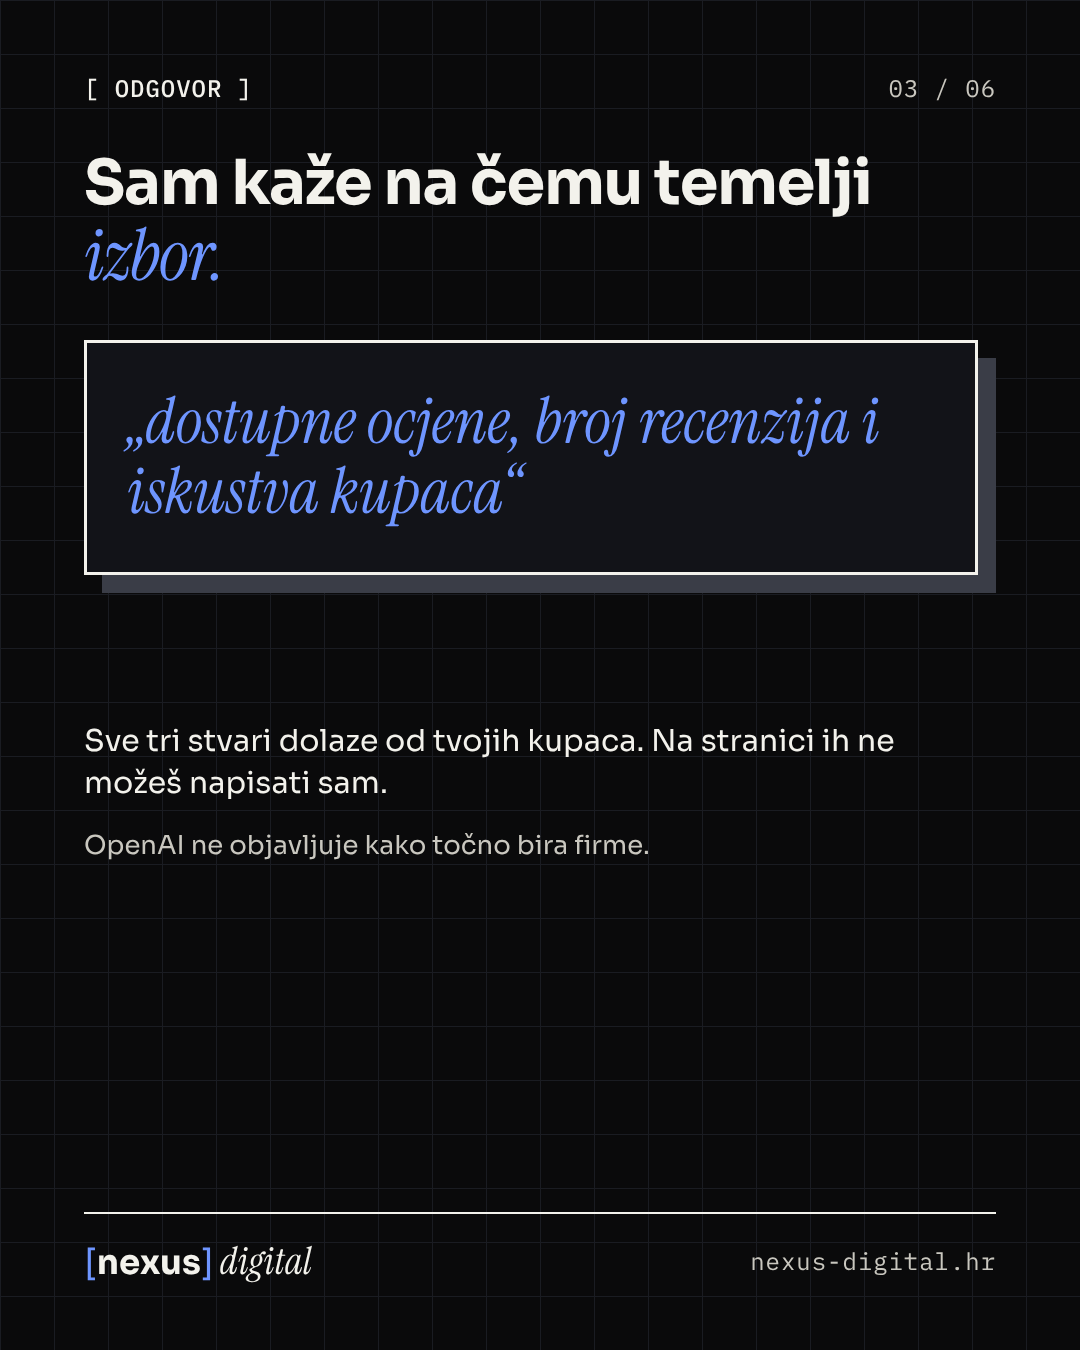 [ ODGOVOR ]
03 / 06
Sam kaže na čemu temelji
izbor.
„dostupne ocjene, broj recenzija i
iskustva kupaca“
Sve tri stvari dolaze od tvojih kupaca. Na stranici ih ne
možeš napisati sam.
OpenAI ne objavljuje kako točno bira firme.
[nexus] digital
nexus-digital.hr